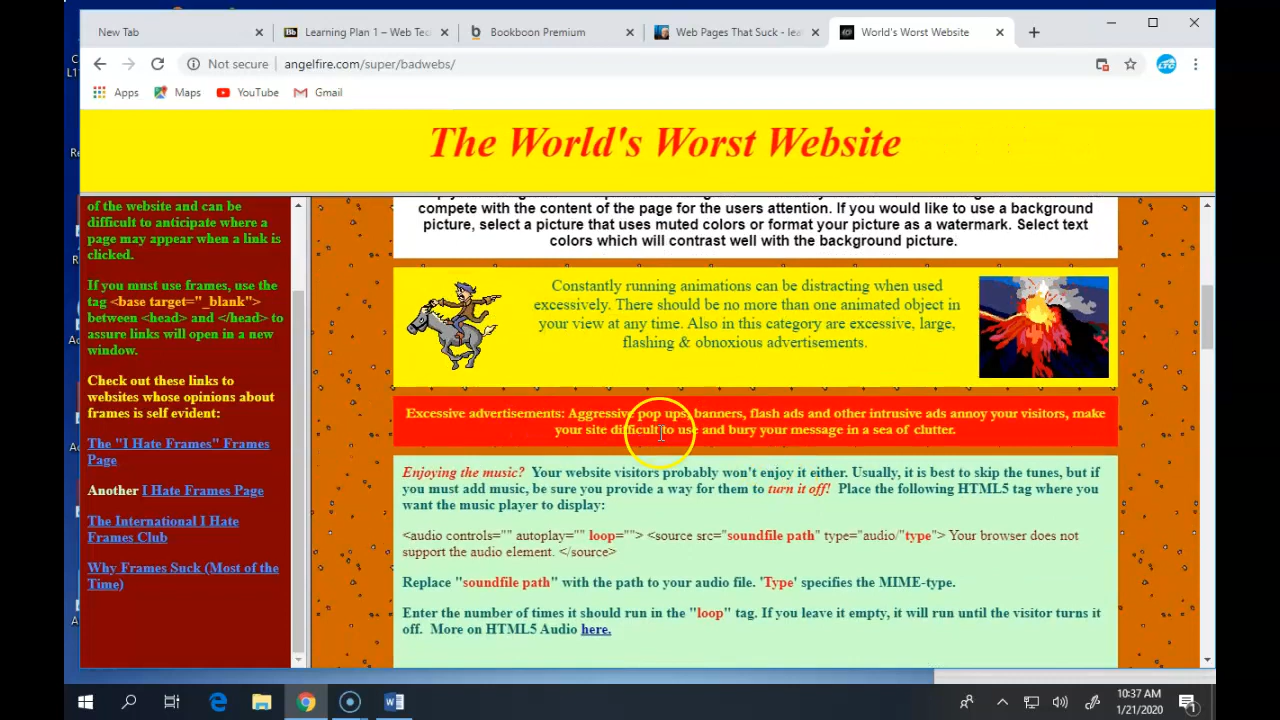 New Tab
Learning Plan 1 – Web Tec
Bookboon Premium
Web Pages That Suck - lea
World's Worst Website
Not secure
angelfire.com/super/badwebs/
LTC
Apps
Maps
YouTube
Gmail
The World's Worst Website
of the website and can be
difficult to anticipate where a
page may appear when a link is
clicked.
If you must use frames, use the
tag <base target="_blank">
between <head> and </head> to
assure links will open in a new
window.
Check out these links to
websites whose opinions about
frames is self evident:
The "I Hate Frames" Frames
Page
Another I Hate Frames Page
The International I Hate
Frames Club
Why Frames Suck (Most of the
Time)
compete with the content of the page for the users attention. If you would like to use a background
picture, select a picture that uses muted colors or format your picture as a watermark. Select text
colors which will contrast well with the background picture.
Constantly running animations can be distracting when used
excessively. There should be no more than one animated object in
your view at any time. Also in this category are excessive, large,
flashing & obnoxious advertisements.
Excessive advertisements: Aggressive pop ups, banners, flash ads and other intrusive ads annoy your visitors, make
your site difficult to use and bury your message in a sea of clutter.
Enjoying the music? Your website visitors probably won't enjoy it either. Usually, it is best to skip the tunes, but if
you must add music, be sure you provide a way for them to turn it off! Place the following HTML5 tag where you
want the music player to display:
<audio controls="" autoplay="" loop=""> <source src="soundfile path" type="audio/"type"> Your browser does not
support the audio element. </source>
Replace "soundfile path" with the path to your audio file. 'Type' specifies the MIME-type.
Enter the number of times it should run in the "loop" tag. If you leave it empty, it will run until the visitor turns it
off. More on HTML5 Audio here.
10:37 AM
1/21/2020